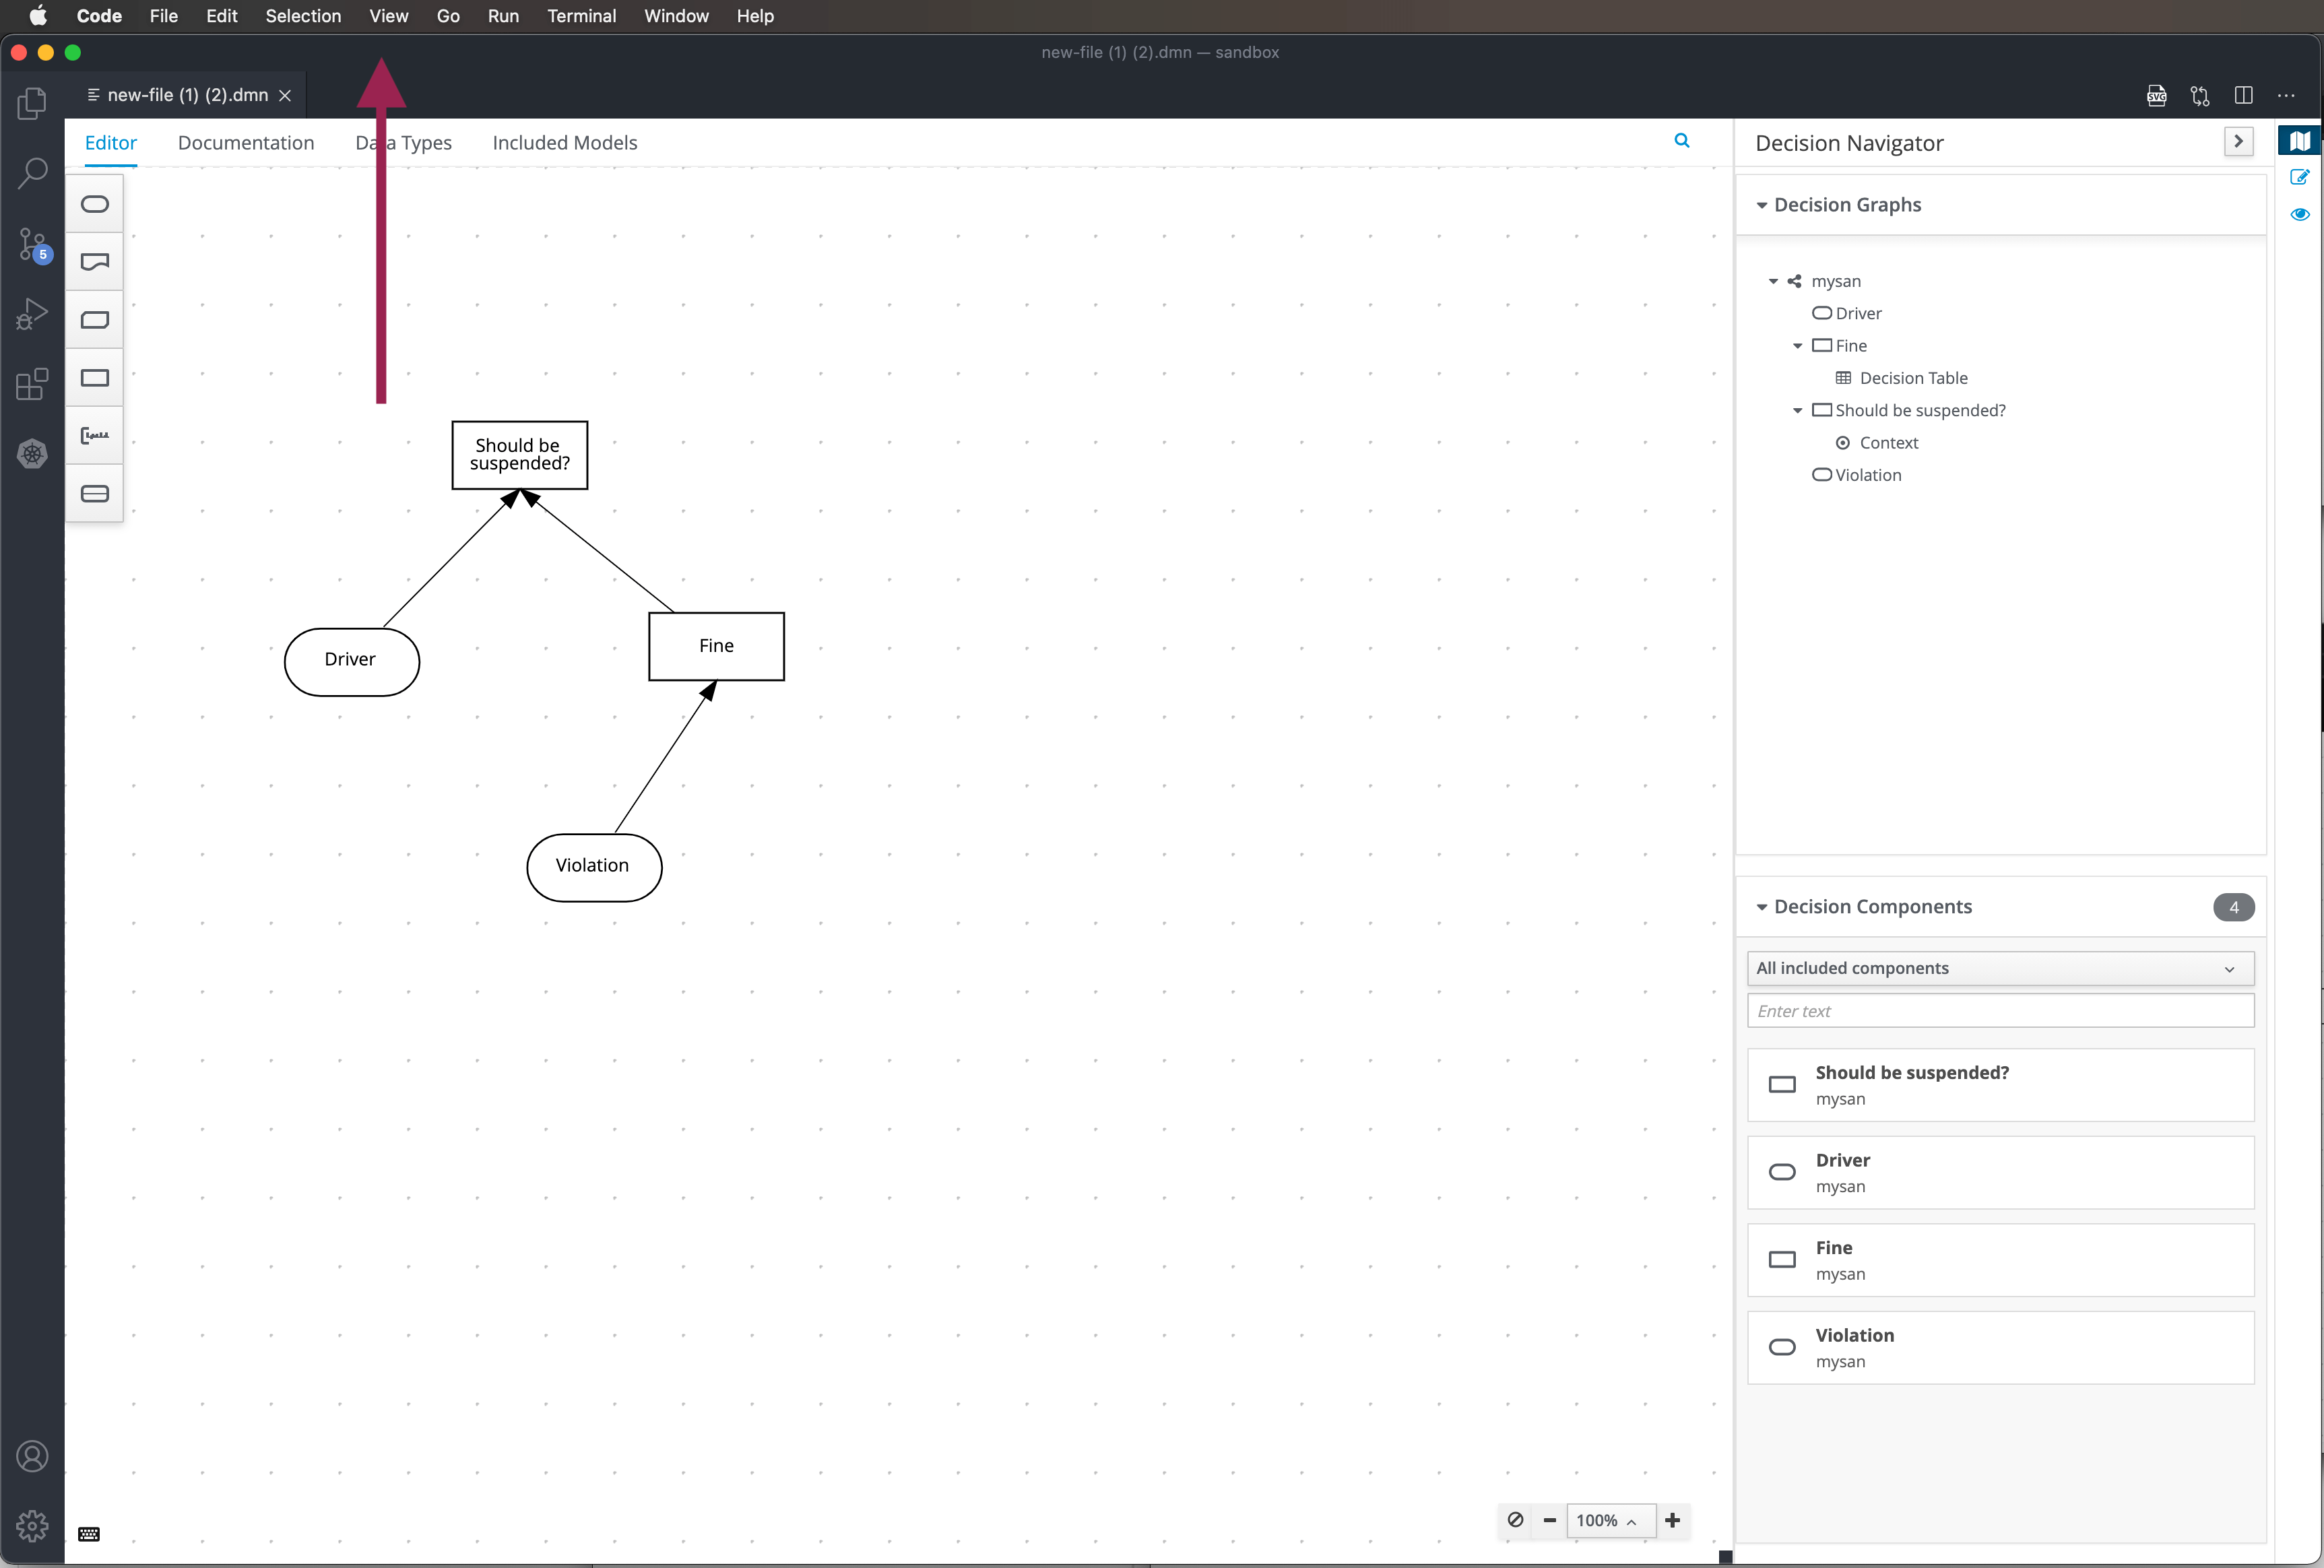 Code File Edit Selection View Go Run Terminal Window Help
new-file (1) (2).dmn — sandbox
new-file (1) (2).dmn
SVG
Editor Documentation Data Types Included Models
5
Should be
suspended?
Driver
Fine
Violation
100%
Decision Navigator
Decision Graphs
mysan
Driver
Fine
Decision Table
Should be suspended?
Context
Violation
Decision Components 4
All included components
Enter text
Should be suspended?
mysan
Driver
mysan
Fine
mysan
Violation
mysan